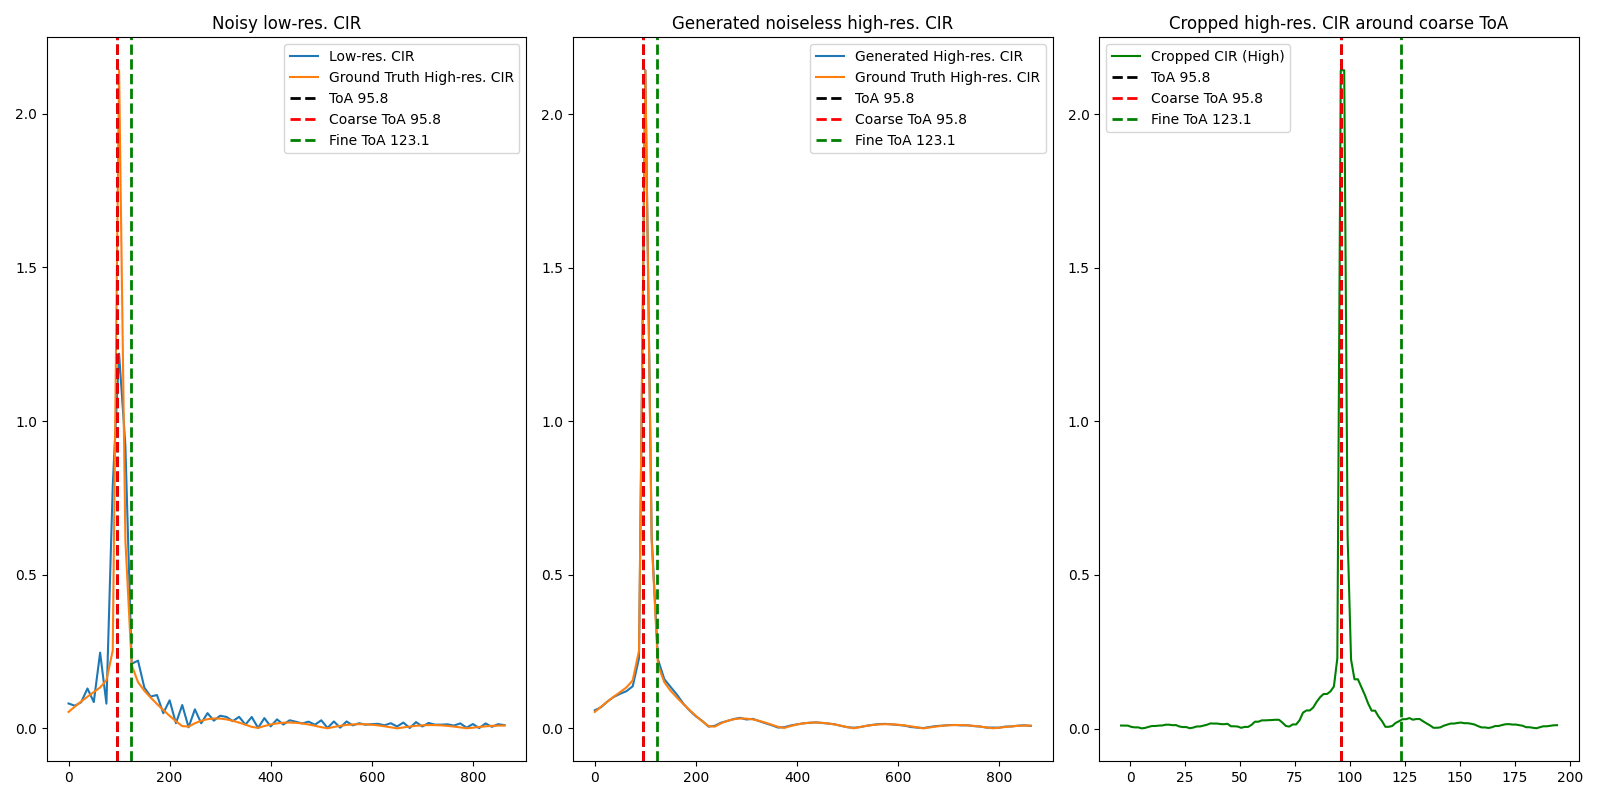 Noisy low-res. CIR
Low-res. CIR
Ground Truth High-res. CIR
ToA 95.8
Coarse ToA 95.8
Fine ToA 123.1
2.0
1.5
1.0
0.5
0.0
0 200 400 600 800
Generated noiseless high-res. CIR
Generated High-res. CIR
Ground Truth High-res. CIR
ToA 95.8
Coarse ToA 95.8
Fine ToA 123.1
2.0
1.5
1.0
0.5
0.0
0 200 400 600 800
Cropped high-res. CIR around coarse ToA
Cropped CIR (High)
ToA 95.8
Coarse ToA 95.8
Fine ToA 123.1
2.0
1.5
1.0
0.5
0.0
0 25 50 75 100 125 150 175 200